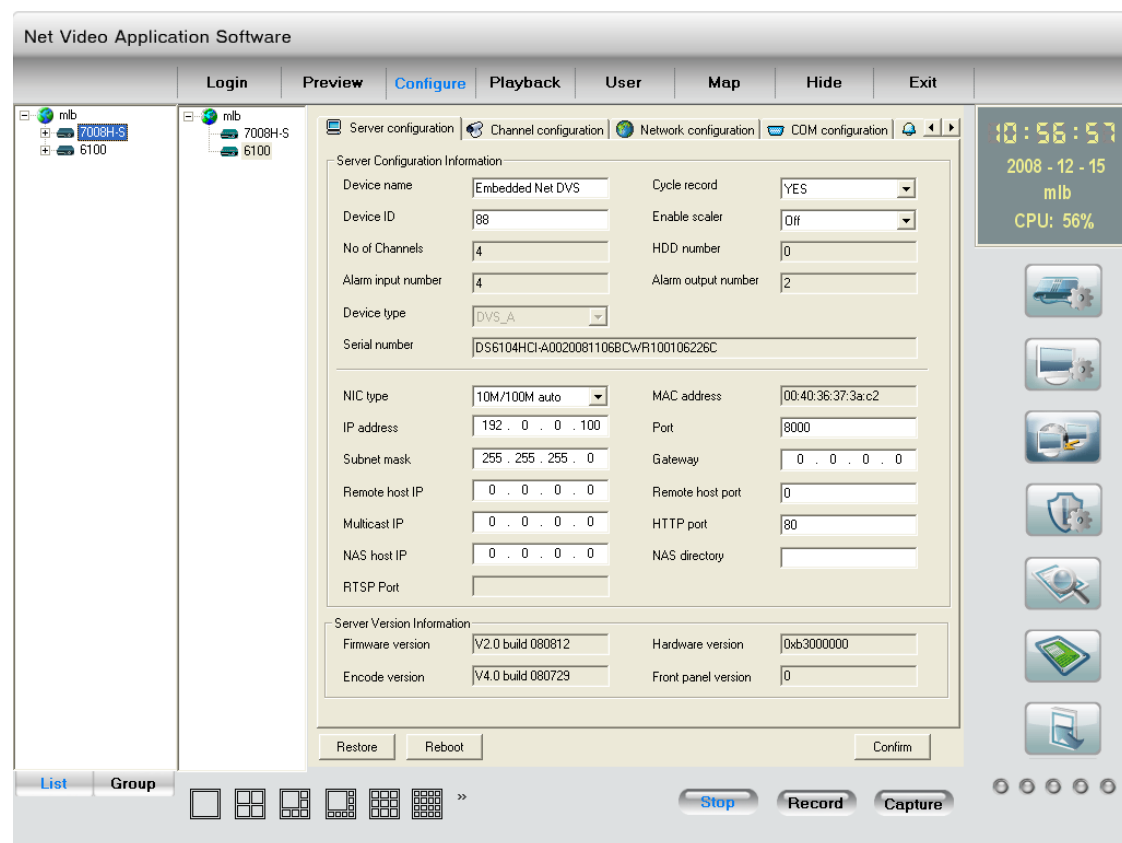 Net Video Application Software
Login Preview Configure Playback User Map Hide Exit
mlb
7008H-S
6100
mlb
7008H-S
6100
Server configuration Channel configuration Network configuration COM configuration
10:56:57
2008 - 12 - 15
mlb
CPU: 56%
Server Configuration Information
Device name Embedded Net DVS Cycle record YES
Device ID 88 Enable scaler Off
No of Channels 4 HDD number 0
Alarm input number 4 Alarm output number 2
Device type DVS_A
Serial number DS6104HCI-A0020081106BCWR100106226C
NIC type 10M/100M auto MAC address 00:40:36:37:3a:c2
IP address 192 . 0 . 0 . 100 Port 8000
Subnet mask 255 . 255 . 255 . 0 Gateway 0 . 0 . 0 . 0
Remote host IP 0 . 0 . 0 . 0 Remote host port 0
Multicast IP 0 . 0 . 0 . 0 HTTP port 80
NAS host IP 0 . 0 . 0 . 0 NAS directory
RTSP Port
Server Version Information
Firmware version V2.0 build 080812 Hardware version 0xb3000000
Encode version V4.0 build 080729 Front panel version 0
Restore Reboot Confirm
List Group
» Stop Record Capture